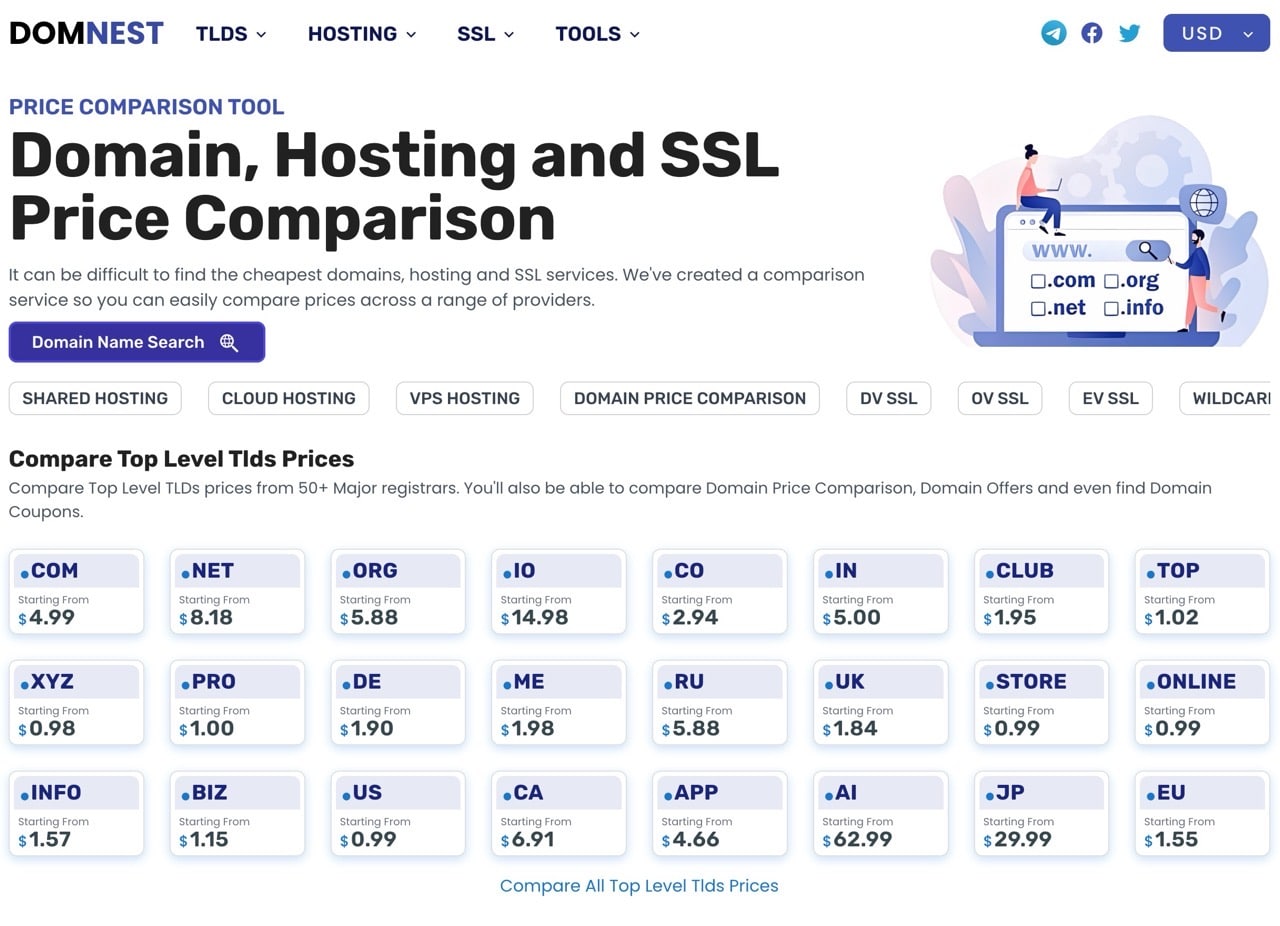 DOMNEST TLDS HOSTING SSL TOOLS USD
PRICE COMPARISON TOOL
Domain, Hosting and SSL
Price Comparison
It can be difficult to find the cheapest domains, hosting and SSL services. We've created a comparison
service so you can easily compare prices across a range of providers.
Domain Name Search
www.
.com .org
.net .info
SHARED HOSTING CLOUD HOSTING VPS HOSTING DOMAIN PRICE COMPARISON DV SSL OV SSL EV SSL WILDCAR
Compare Top Level Tlds Prices
Compare Top Level TLDs prices from 50+ Major registrars. You'll also be able to compare Domain Price Comparison, Domain Offers and even find Domain
Coupons.
.COM .NET .ORG .IO .CO .IN .CLUB .TOP
Starting From Starting From Starting From Starting From Starting From Starting From Starting From Starting From
$4.99 $8.18 $5.88 $14.98 $2.94 $5.00 $1.95 $1.02
.XYZ .PRO .DE .ME .RU .UK .STORE .ONLINE
Starting From Starting From Starting From Starting From Starting From Starting From Starting From Starting From
$0.98 $1.00 $1.90 $1.98 $5.88 $1.84 $0.99 $0.99
.INFO .BIZ .US .CA .APP .AI .JP .EU
Starting From Starting From Starting From Starting From Starting From Starting From Starting From Starting From
$1.57 $1.15 $0.99 $6.91 $4.66 $62.99 $29.99 $1.55
Compare All Top Level Tlds Prices